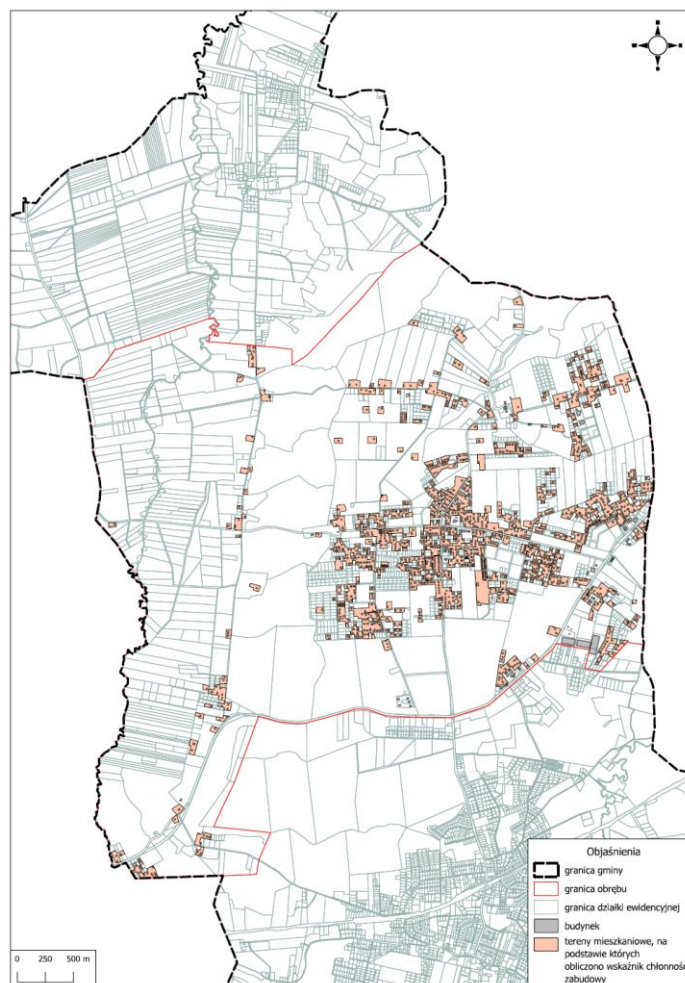 Objaśnienia
granica gminy
granica obrębu
granica działki ewidencyjnej
budynek
tereny mieszkaniowe, na
podstawie których
obliczono wskaźnik chłonnośc
zabudowy
0 250 500 m